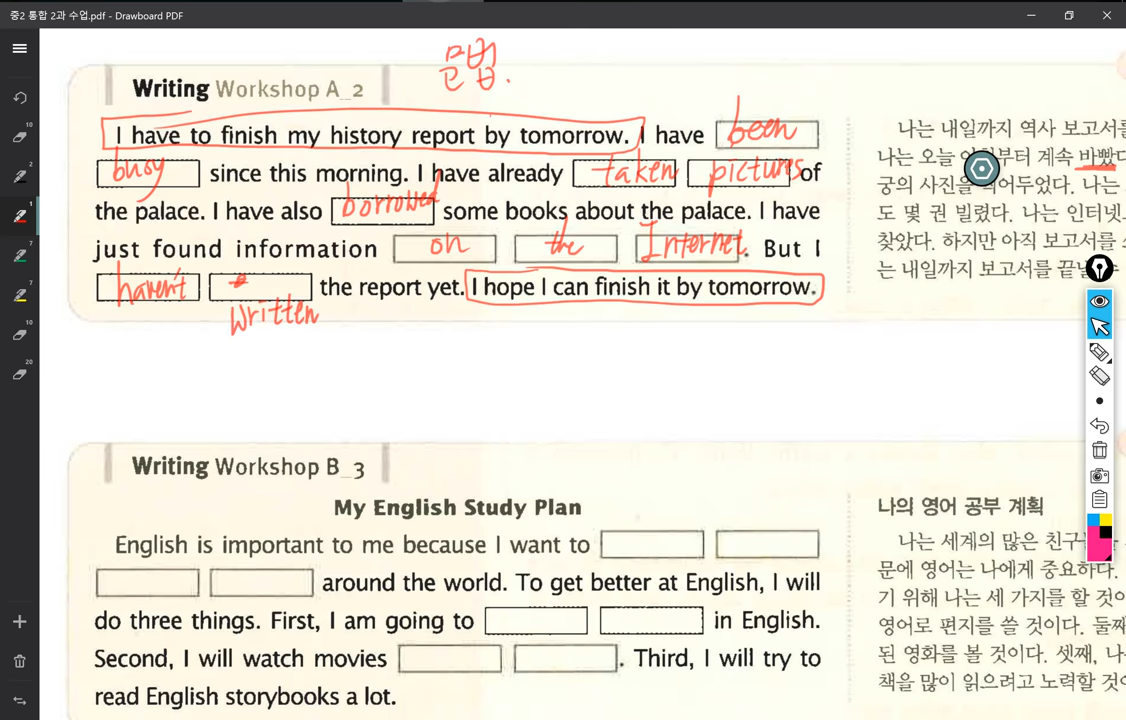 중2 통합 2과 수업.pdf - Drawboard PDF
문법.
Writing Workshop A_2
I have to finish my history report by tomorrow. I have been
busy since this morning. I have already taken pictures of
the palace. I have also borrowed some books about the palace. I have
just found information on the Internet. But I
haven't written the report yet. I hope I can finish it by tomorrow.
나는 내일까지 역사 보고서를
나는 오늘 부터 계속 바빴다
궁의 사진을 찍어두었다. 나는
도 몇 권 빌렸다. 나는 인터넷
찾았다. 하지만 아직 보고서를
는 내일까지 보고서를
Writing Workshop B_3
My English Study Plan
English is important to me because I want to
around the world. To get better at English, I will
do three things. First, I am going to in English.
Second, I will watch movies . Third, I will try to
read English storybooks a lot.
나의 영어 공부 계획
나는 세계의 많은
문에 영어는 나에게 중요하다.
기 위해 나는 세 가지를 할 것이
영어로 편지를 쓸 것이다. 둘째
된 영화를 볼 것이다. 셋째, 나
책을 많이 읽으려고 노력할 것이
10
2
1
7
7
10
20